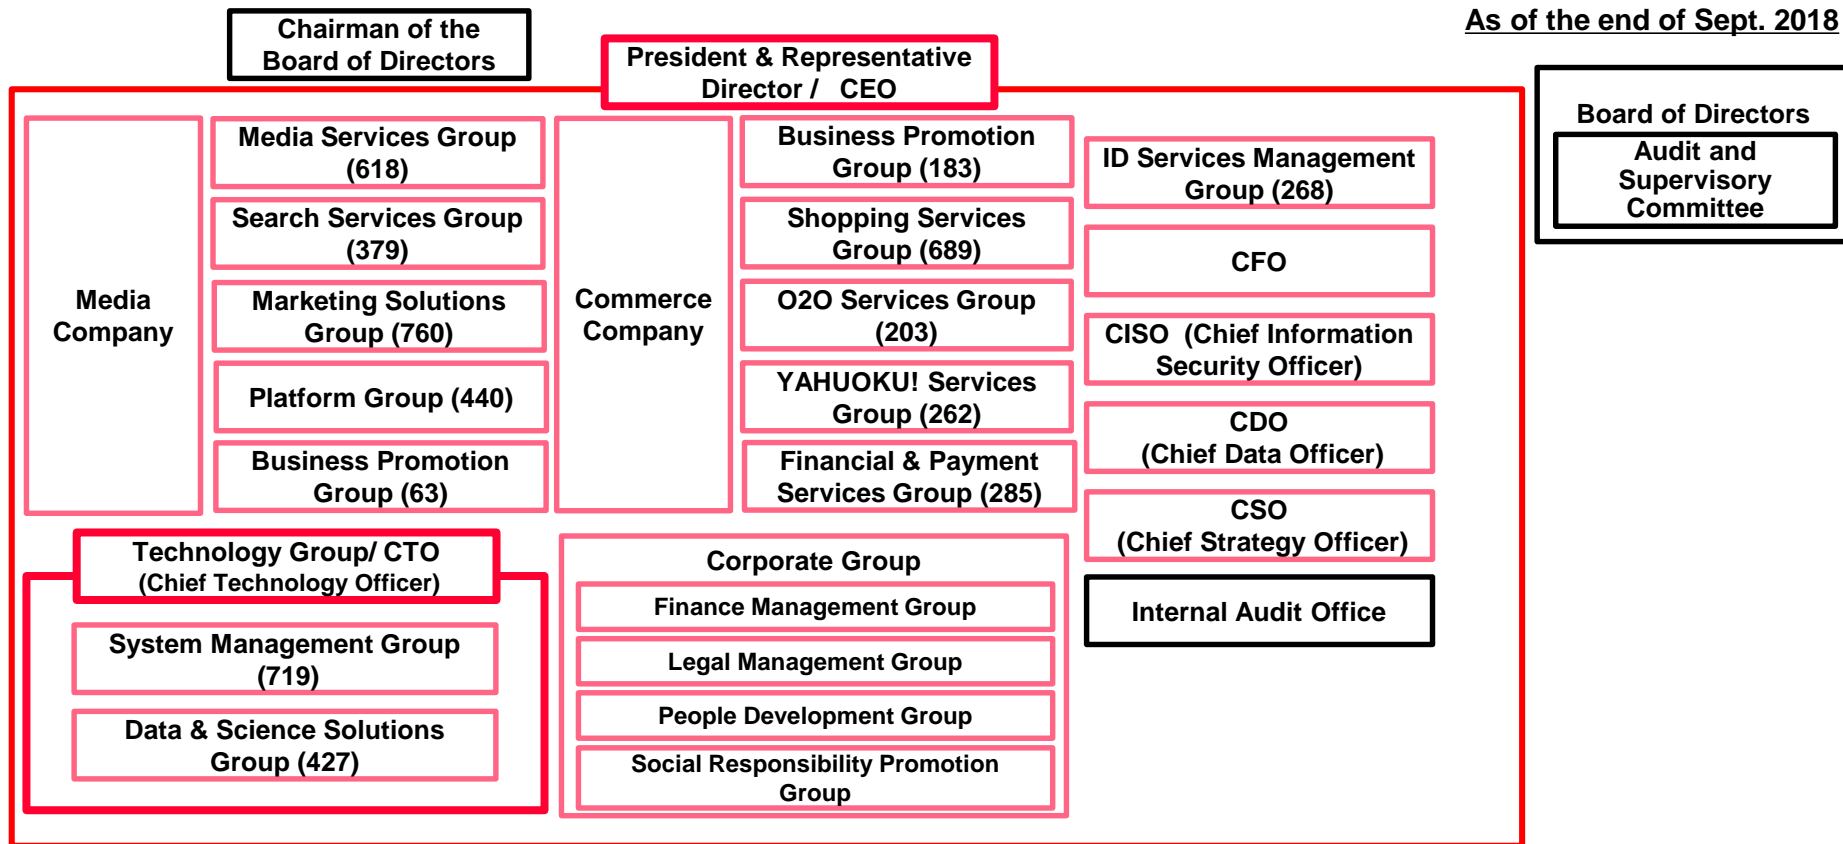 As of the end of Sept. 2018
Chairman of the
Board of Directors
President & Representative
Director / CEO
Board of Directors
Audit and
Supervisory
Committee
Media
Company
Media Services Group
(618)
Search Services Group
(379)
Marketing Solutions
Group (760)
Platform Group (440)
Business Promotion
Group (63)
Commerce
Company
Business Promotion
Group (183)
Shopping Services
Group (689)
O2O Services Group
(203)
YAHUOKU! Services
Group (262)
Financial & Payment
Services Group (285)
ID Services Management
Group (268)
CFO
CISO (Chief Information
Security Officer)
CDO
(Chief Data Officer)
CSO
(Chief Strategy Officer)
Internal Audit Office
Technology Group/ CTO
(Chief Technology Officer)
System Management Group
(719)
Data & Science Solutions
Group (427)
Corporate Group
Finance Management Group
Legal Management Group
People Development Group
Social Responsibility Promotion
Group